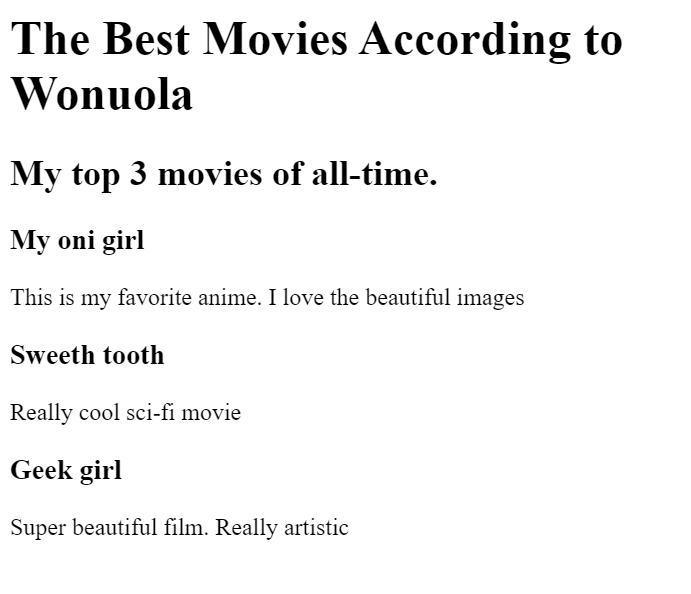 The Best Movies According to
Wonuola
My top 3 movies of all-time.
My oni girl
This is my favorite anime. I love the beautiful images
Sweeth tooth
Really cool sci-fi movie
Geek girl
Super beautiful film. Really artistic